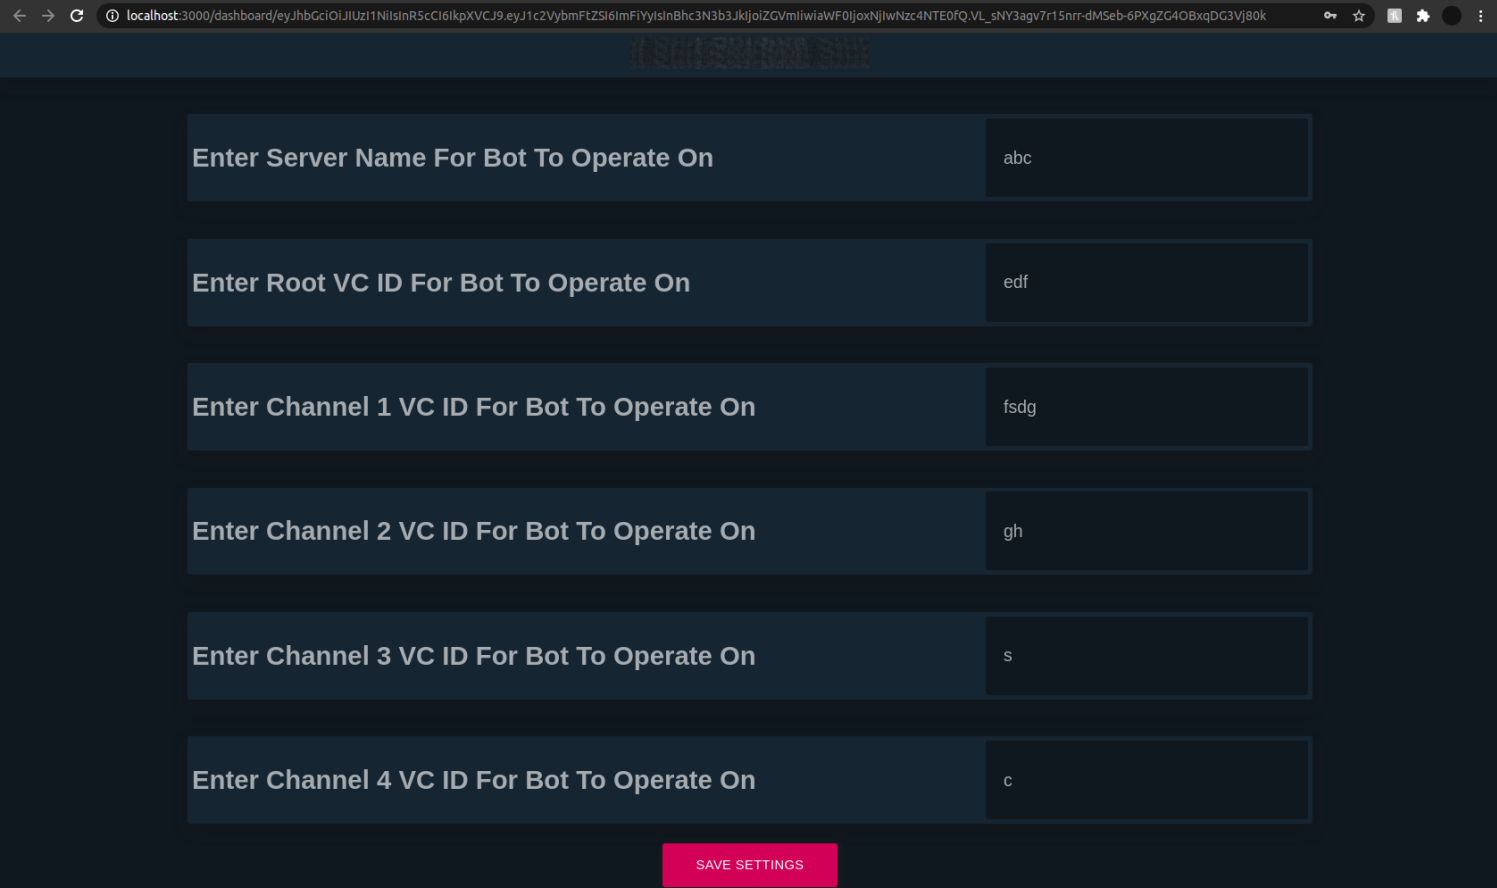 localhost:3000/dashboard/eyJhbGciOiJIUzI1NiIsInR5cCI6IkpXVCJ9.eyJ1c2VybmFtZSI6ImFiYyIsInBhc3N3b3JkIjoiZGVmIiwiaWF0IjoxNjIwNzc4NTE0fQ.VL_sNY3agv7r15nrr-dMSeb-6PXgZG4OBxqDG3Vj80k
Enter Server Name For Bot To Operate On
abc
Enter Root VC ID For Bot To Operate On
edf
Enter Channel 1 VC ID For Bot To Operate On
fsdg
Enter Channel 2 VC ID For Bot To Operate On
gh
Enter Channel 3 VC ID For Bot To Operate On
s
Enter Channel 4 VC ID For Bot To Operate On
c
SAVE SETTINGS